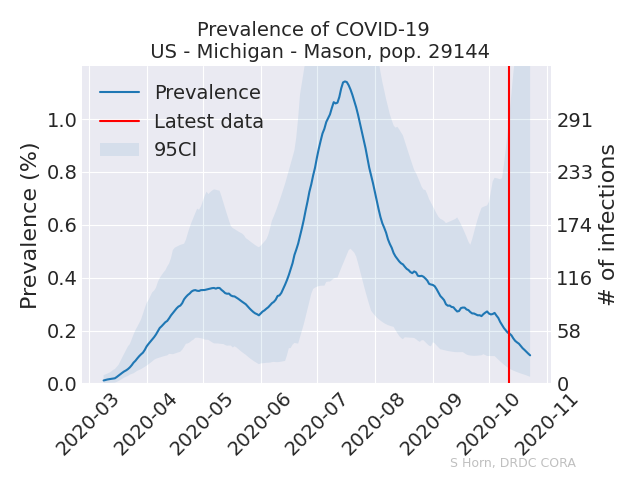 Prevalence of COVID-19
US - Michigan - Mason, pop. 29144
Prevalence
Latest data
95CI
Prevalence (%)
1.0
0.8
0.6
0.4
0.2
0.0
# of infections
291
233
174
116
58
0
2020-03
2020-04
2020-05
2020-06
2020-07
2020-08
2020-09
2020-10
2020-11
S Horn, DRDC CORA